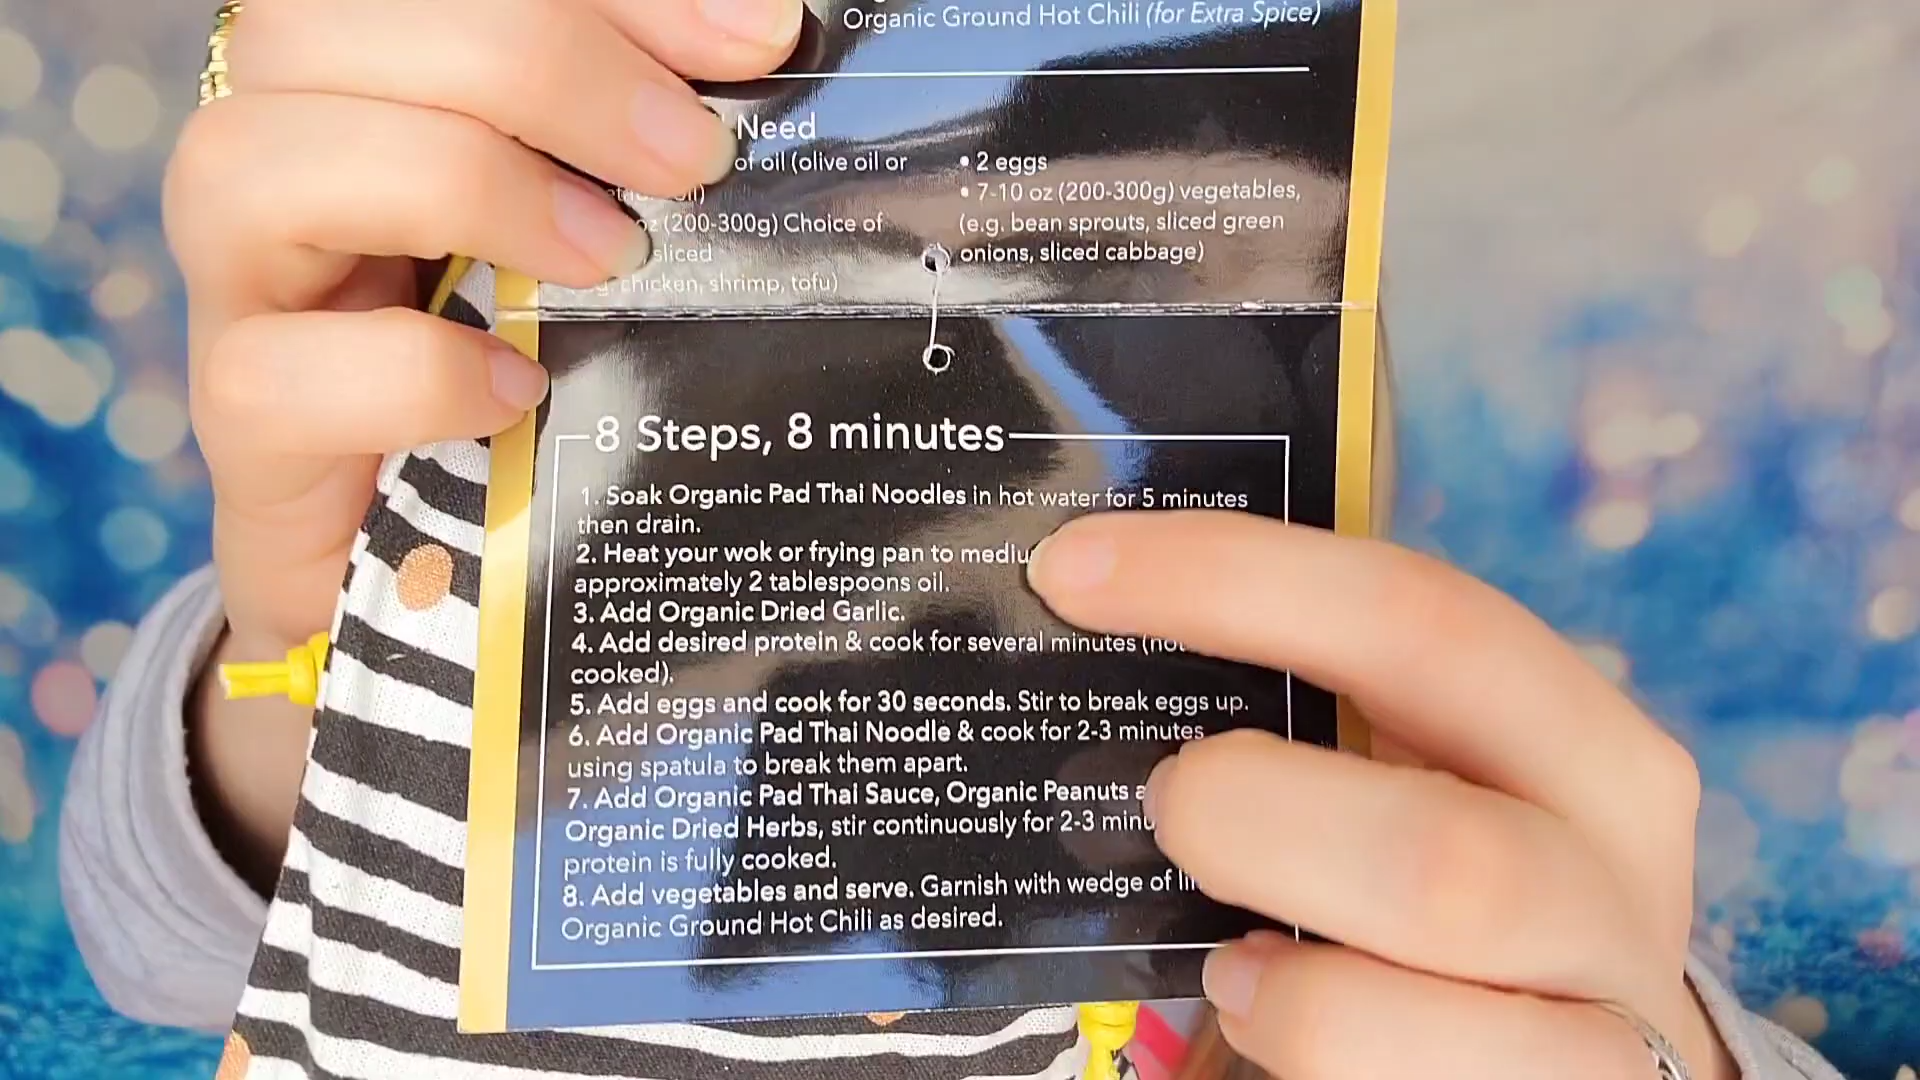 Organic Ground Hot Chili (for Extra Spice)
Need
of oil (olive oil or
oil)
(200-300g) Choice of
sliced
chicken, shrimp, tofu)
• 2 eggs
• 7-10 oz (200-300g) vegetables,
(e.g. bean sprouts, sliced green
onions, sliced cabbage)
8 Steps, 8 minutes
1. Soak Organic Pad Thai Noodles in hot water for 5 minutes
then drain.
2. Heat your wok or frying pan to
approximately 2 tablespoons oil.
3. Add Organic Dried Garlic.
4. Add desired protein & cook for several minutes
cooked).
5. Add eggs and cook for 30 seconds. Stir to break eggs up.
6. Add Organic Pad Thai Noodle & cook for 2-3 minutes
using spatula to break them apart.
7. Add Organic Pad Thai Sauce, Organic Peanuts
Organic Dried Herbs, stir continuously for 2-3
protein is fully cooked.
8. Add vegetables and serve. Garnish with wedge of
Organic Ground Hot Chili as desired.